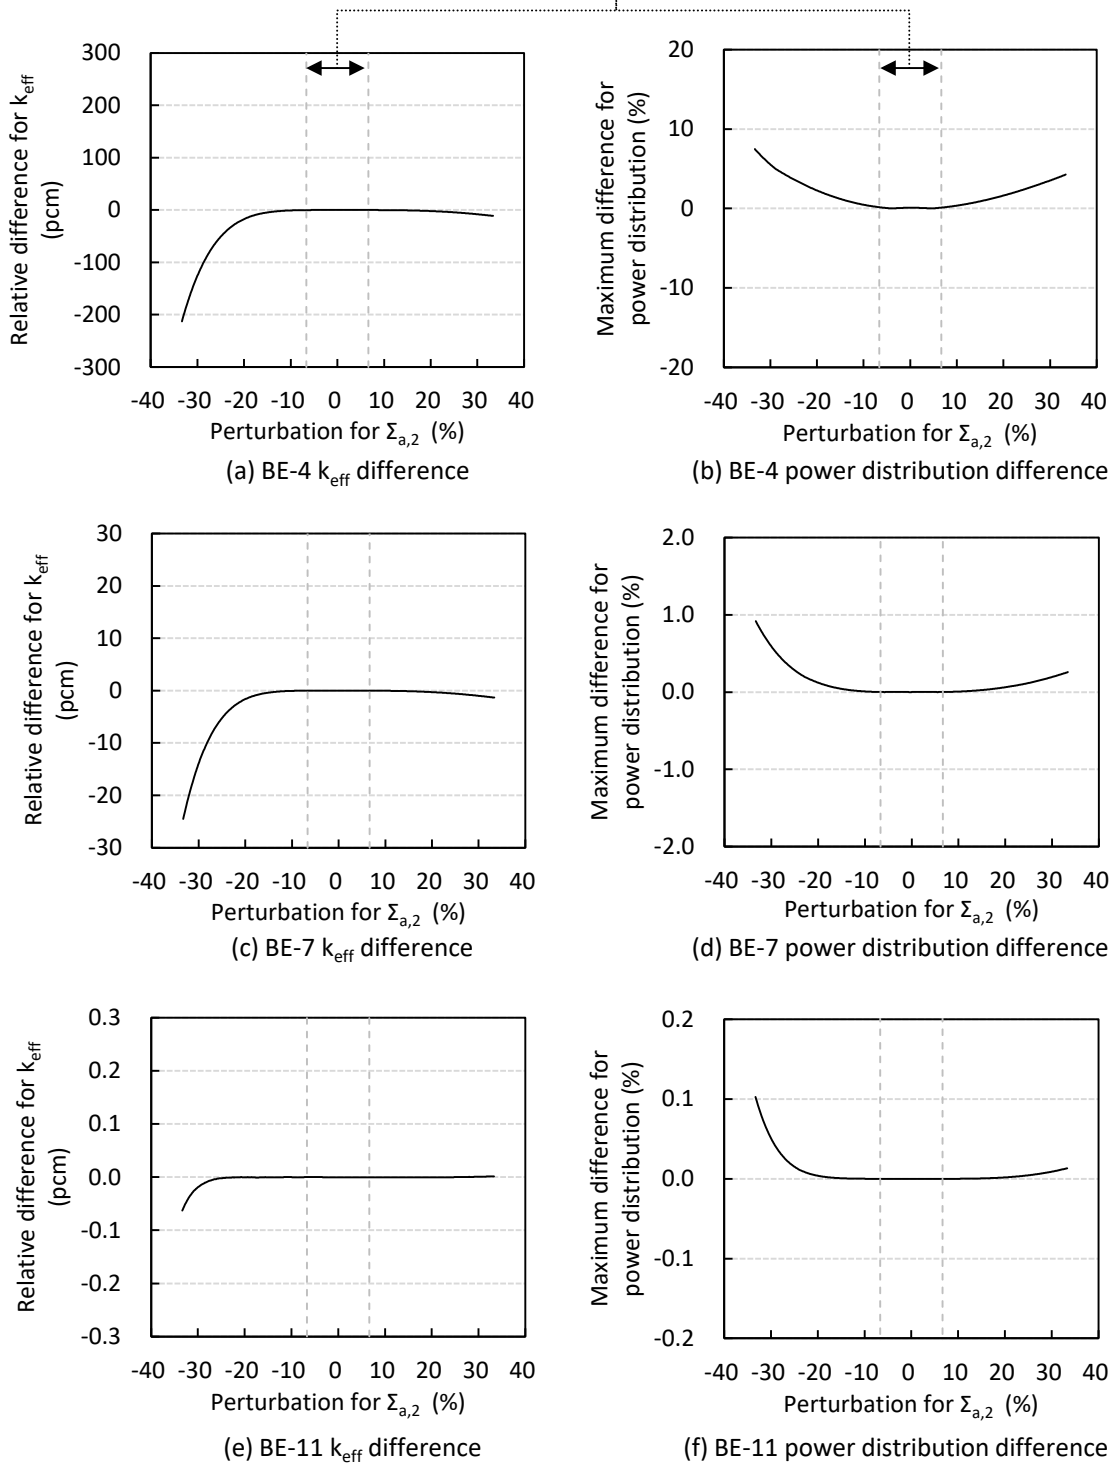 300
200
100
0
-100
-200
-300
-40 -30 -20 -10 0 10 20 30 40
Relative difference for k_eff
(pcm)
Perturbation for Σ_a,2 (%)
(a) BE-4 k_eff difference
20
10
0
-10
-20
-40 -30 -20 -10 0 10 20 30 40
Maximum difference for
power distribution (%)
Perturbation for Σ_a,2 (%)
(b) BE-4 power distribution difference
30
20
10
0
-10
-20
-30
-40 -30 -20 -10 0 10 20 30 40
Relative difference for k_eff
(pcm)
Perturbation for Σ_a,2 (%)
(c) BE-7 k_eff difference
2.0
1.0
0.0
-1.0
-2.0
-40 -30 -20 -10 0 10 20 30 40
Maximum difference for
power distribution (%)
Perturbation for Σ_a,2 (%)
(d) BE-7 power distribution difference
0.3
0.2
0.1
0.0
-0.1
-0.2
-0.3
-40 -30 -20 -10 0 10 20 30 40
Relative difference for k_eff
(pcm)
Perturbation for Σ_a,2 (%)
(e) BE-11 k_eff difference
0.2
0.1
0.0
-0.1
-0.2
-40 -30 -20 -10 0 10 20 30 40
Maximum difference for
power distribution (%)
Perturbation for Σ_a,2 (%)
(f) BE-11 power distribution difference